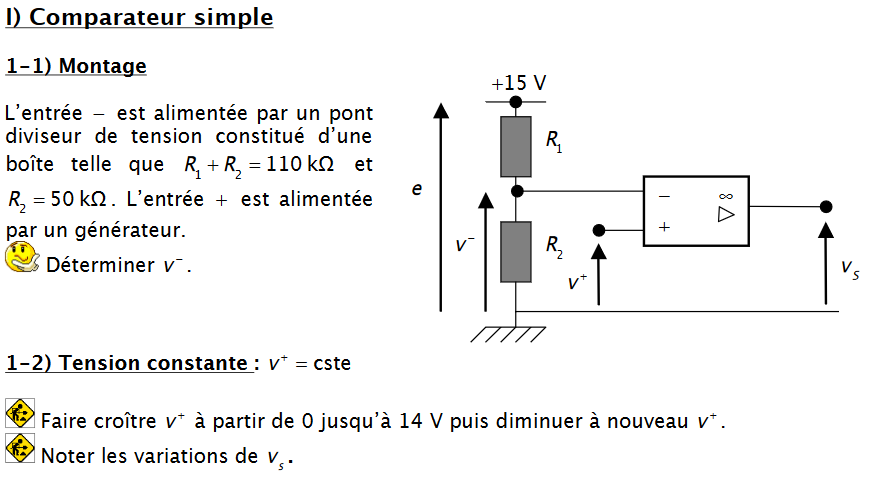 I) Comparateur simple
1-1) Montage
L'entrée − est alimentée par un pont
diviseur de tension constitué d'une
boîte telle que R₁ + R₂ = 110 kΩ et
R₂ = 50 kΩ. L'entrée + est alimentée
par un générateur.
Déterminer v⁻.
+15 V
R₁
e
− ∞
+
v⁻
R₂
v⁺
vₛ
1-2) Tension constante : v⁺ = cste
Faire croître v⁺ à partir de 0 jusqu'à 14 V puis diminuer à nouveau v⁺.
Noter les variations de vₛ.